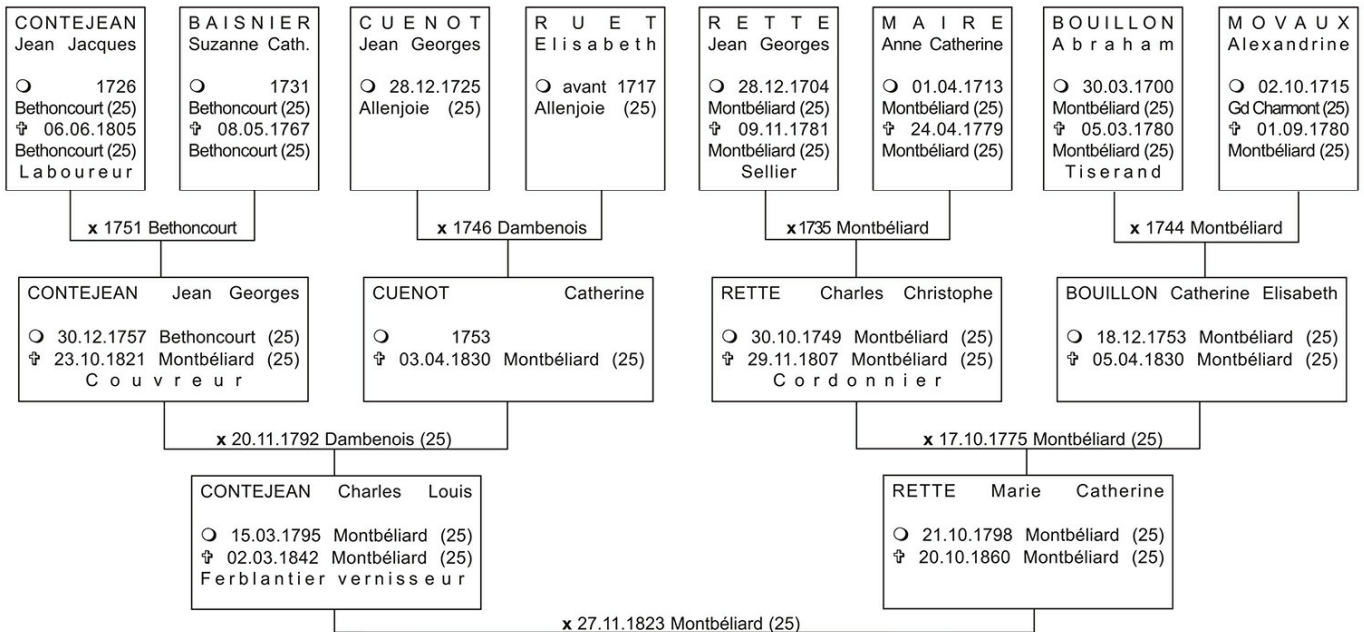 CONTEJEAN
Jean Jacques
❍ 1726
Bethoncourt (25)
✞ 06.06.1805
Bethoncourt (25)
Laboureur
BAISNIER
Suzanne Cath.
❍ 1731
Bethoncourt (25)
✞ 08.05.1767
Bethoncourt (25)
CUENOT
Jean Georges
❍ 28.12.1725
Allenjoie (25)
RUET
Elisabeth
❍ avant 1717
Allenjoie (25)
RETTE
Jean Georges
❍ 28.12.1704
Montbéliard (25)
✞ 09.11.1781
Montbéliard (25)
Sellier
MAIRE
Anne Catherine
❍ 01.04.1713
Montbéliard (25)
✞ 24.04.1779
Montbéliard (25)
BOUILLON
Abraham
❍ 30.03.1700
Montbéliard (25)
✞ 05.03.1780
Montbéliard (25)
Tiserand
MOVAUX
Alexandrine
❍ 02.10.1715
Gd Charmont (25)
✞ 01.09.1780
Montbéliard (25)
x 1751 Bethoncourt
x 1746 Dambenois
x 1735 Montbéliard
x 1744 Montbéliard
CONTEJEAN Jean Georges
❍ 30.12.1757 Bethoncourt (25)
✞ 23.10.1821 Montbéliard (25)
Couvreur
CUENOT Catherine
❍ 1753
✞ 03.04.1830 Montbéliard (25)
RETTE Charles Christophe
❍ 30.10.1749 Montbéliard (25)
✞ 29.11.1807 Montbéliard (25)
Cordonnier
BOUILLON Catherine Elisabeth
❍ 18.12.1753 Montbéliard (25)
✞ 05.04.1830 Montbéliard (25)
x 20.11.1792 Dambenois (25)
x 17.10.1775 Montbéliard (25)
CONTEJEAN Charles Louis
❍ 15.03.1795 Montbéliard (25)
✞ 02.03.1842 Montbéliard (25)
Ferblantier vernisseur
RETTE Marie Catherine
❍ 21.10.1798 Montbéliard (25)
✞ 20.10.1860 Montbéliard (25)
x 27.11.1823 Montbéliard (25)